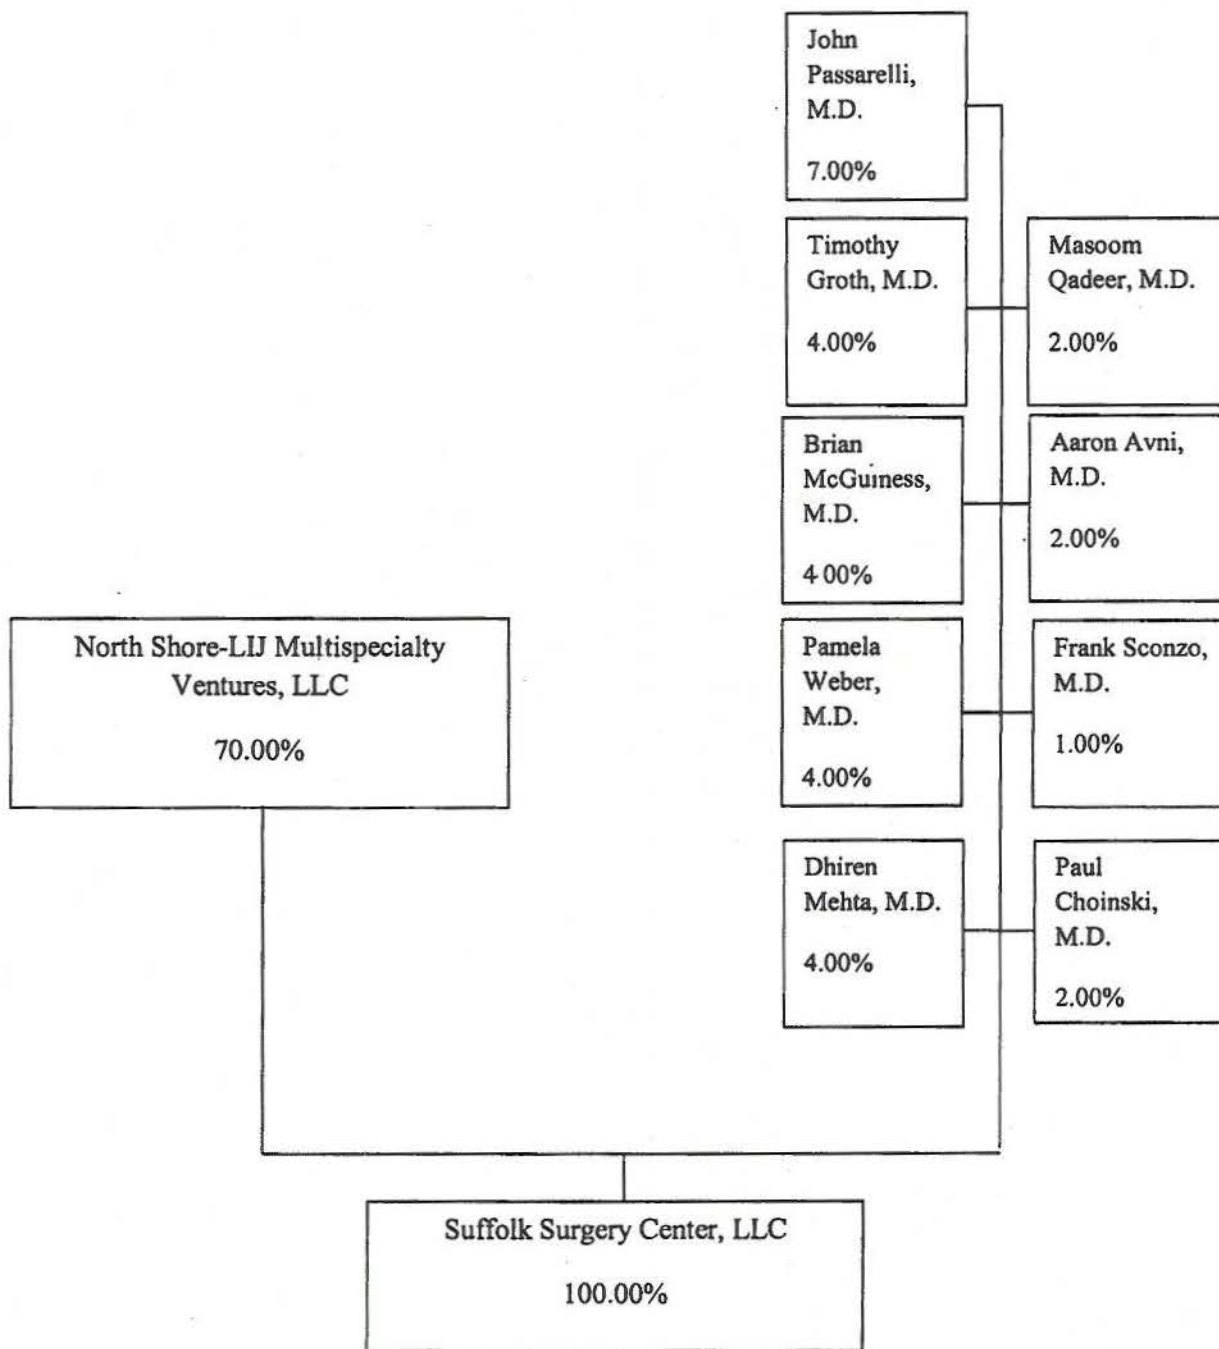 John
Passarelli,
M.D.
7.00%
Timothy
Groth, M.D.
4.00%
Masoom
Qadeer, M.D.
2.00%
Brian
McGuiness,
M.D.
4 00%
Aaron Avni,
M.D.
2.00%
North Shore-LIJ Multispecialty
Ventures, LLC
70.00%
Pamela
Weber,
M.D.
4.00%
Frank Sconzo,
M.D.
1.00%
Dhiren
Mehta, M.D.
4.00%
Paul
Choinski,
M.D.
2.00%
Suffolk Surgery Center, LLC
100.00%